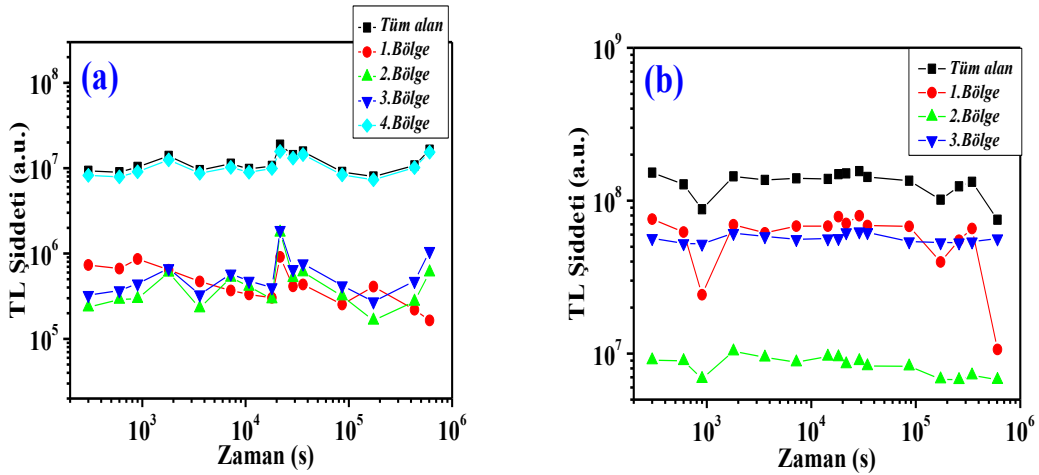 (a)
Tüm alan
1.Bölge
2.Bölge
3.Bölge
4.Bölge
TL Şiddeti (a.u.)
10^8
10^7
10^6
10^5
10^3
10^4
10^5
10^6
Zaman (s)
(b)
Tüm alan
1.Bölge
2.Bölge
3.Bölge
TL Şiddeti (a.u.)
10^9
10^8
10^7
10^3
10^4
10^5
10^6
Zaman (s)